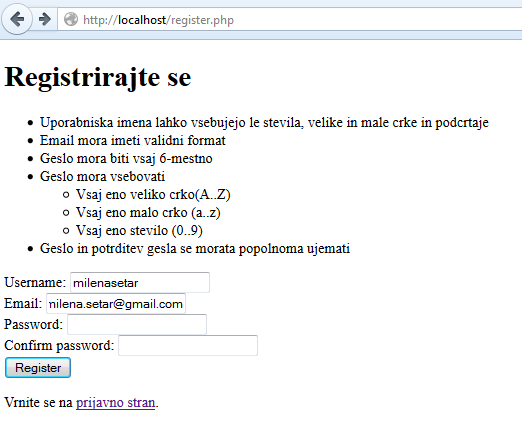 http://localhost/register.php
Registrirajte se
Uporabniska imena lahko vsebujejo le stevila, velike in male crke in podcrtaje
Email mora imeti validni format
Geslo mora biti vsaj 6-mestno
Geslo mora vsebovati
Vsaj eno veliko crko(A..Z)
Vsaj eno malo crko (a..z)
Vsaj eno stevilo (0..9)
Geslo in potrditev gesla se morata popolnoma ujemati
Username: milenasetar
Email: nilena.setar@gmail.com
Password:
Confirm password:
Register
Vrnite se na prijavno stran.